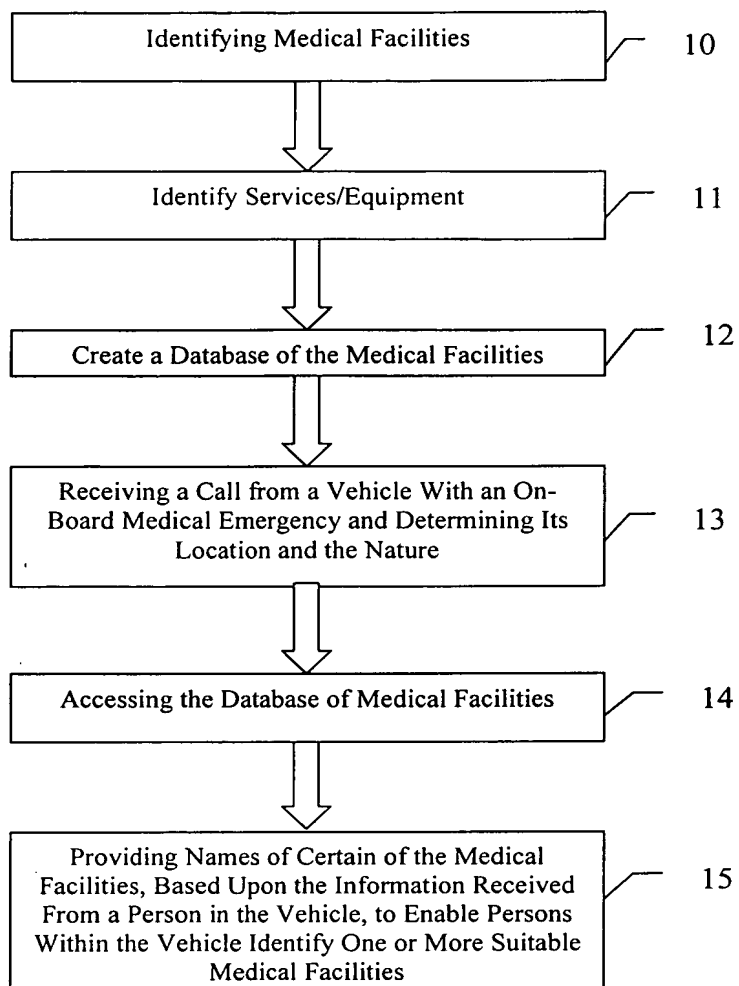 Identifying Medical Facilities
10
Identify Services/Equipment
11
Create a Database of the Medical Facilities
12
Receiving a Call from a Vehicle With an On-
Board Medical Emergency and Determining Its
Location and the Nature
13
Accessing the Database of Medical Facilities
14
Providing Names of Certain of the Medical
Facilities, Based Upon the Information Received
From a Person in the Vehicle, to Enable Persons
Within the Vehicle Identify One or More Suitable
Medical Facilities
15